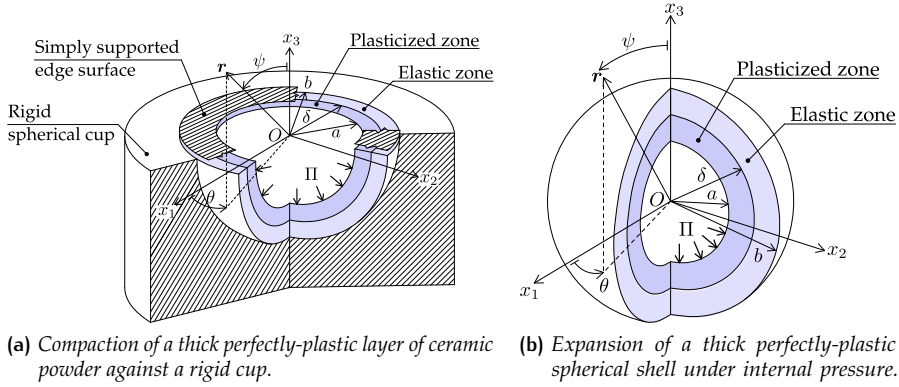 x₃
Simply supported
edge surface
ψ
r
Plasticized zone
Elastic zone
b
Rigid
spherical cup
δ
O
a
Π
x₂
θ
x₁
(a) Compaction of a thick perfectly-plastic layer of ceramic
powder against a rigid cup.
x₃
ψ
r
Plasticized zone
Elastic zone
δ
O
a
Π
b
x₂
x₁
θ
(b) Expansion of a thick perfectly-plastic
spherical shell under internal pressure.